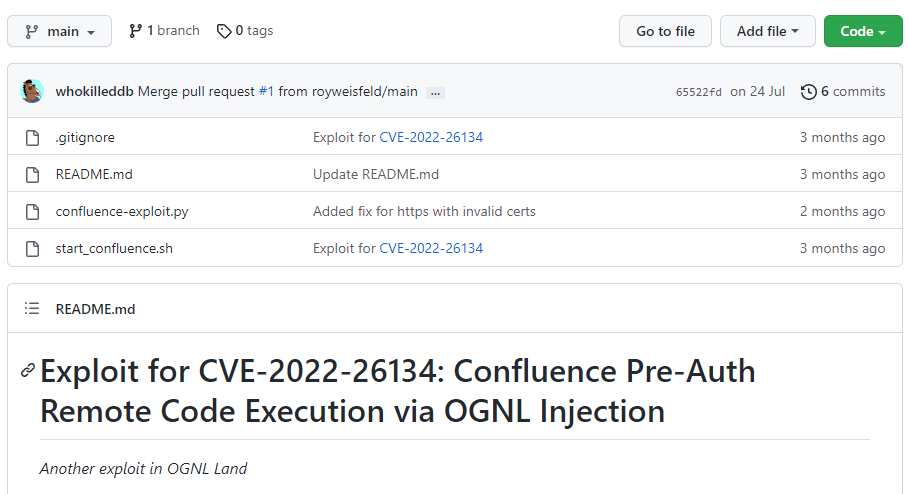 main 1 branch 0 tags Go to file Add file Code
whokilleddb Merge pull request #1 from royweisfeld/main ... 65522fd on 24 Jul 6 commits
.gitignore Exploit for CVE-2022-26134 3 months ago
README.md Update README.md 3 months ago
confluence-exploit.py Added fix for https with invalid certs 2 months ago
start_confluence.sh Exploit for CVE-2022-26134 3 months ago
README.md
Exploit for CVE-2022-26134: Confluence Pre-Auth
Remote Code Execution via OGNL Injection
Another exploit in OGNL Land